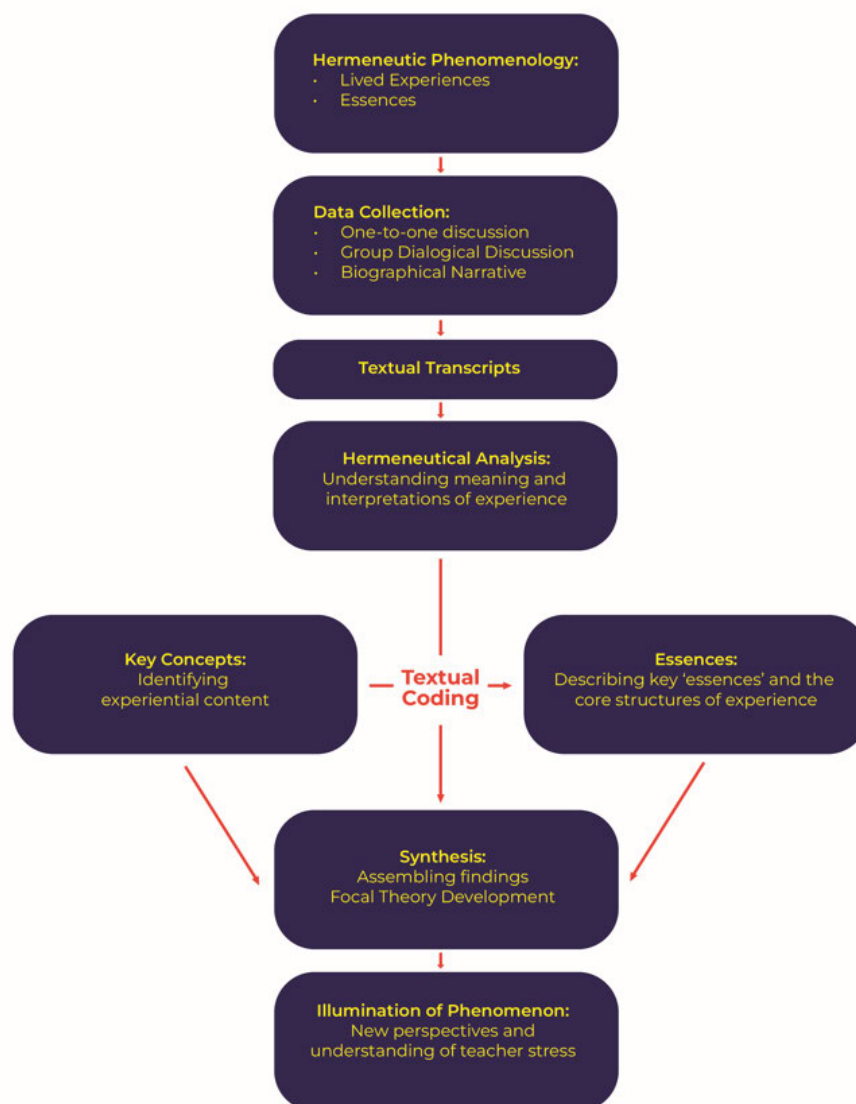 Hermeneutic Phenomenology:
• Lived Experiences
• Essences
Data Collection:
• One-to-one discussion
• Group Dialogical Discussion
• Biographical Narrative
Textual Transcripts
Hermeneutical Analysis:
Understanding meaning and
interpretations of experience
Key Concepts:
Identifying
experiential content
Textual
Coding
Essences:
Describing key ‘essences’ and the
core structures of experience
Synthesis:
Assembling findings
Focal Theory Development
Illumination of Phenomenon:
New perspectives and
understanding of teacher stress